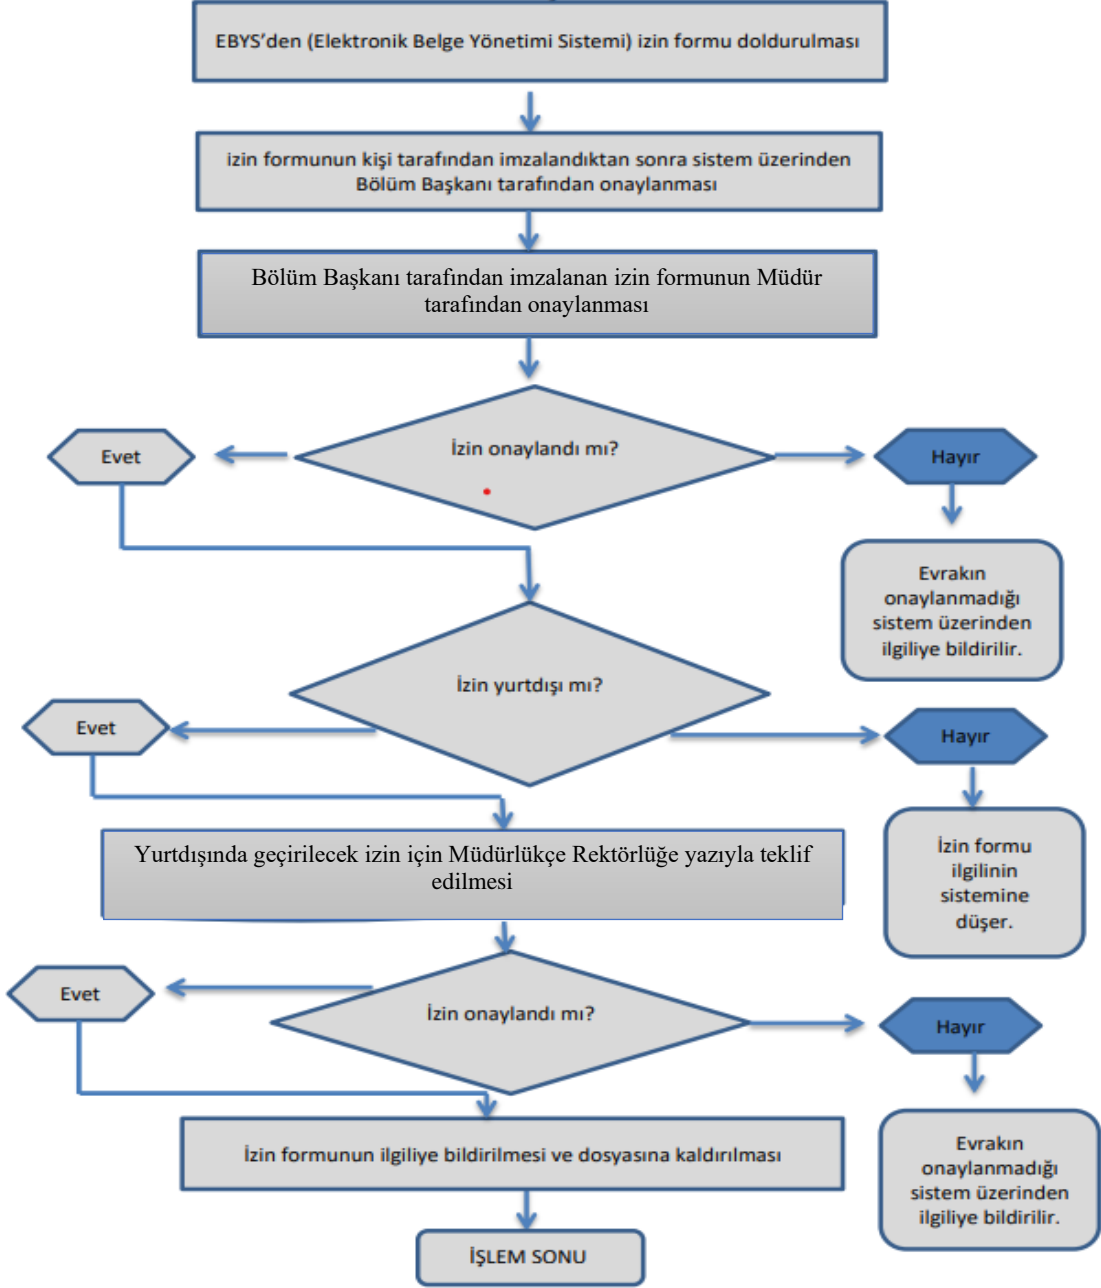 EBYS'den (Elektronik Belge Yönetimi Sistemi) izin formu doldurulması
izin formunun kişi tarafından imzalandıktan sonra sistem üzerinden
Bölüm Başkanı tarafından onaylanması
Bölüm Başkanı tarafından imzalanan izin formunun Müdür
tarafından onaylanması
İzin onaylandı mı?
Evet
Hayır
Evrakın
onaylanmadığı
sistem üzerinden
ilgiliye bildirilir.
İzin yurtdışı mı?
Evet
Hayır
İzin formu
ilgilinin
sistemine
düşer.
Yurtdışında geçirilecek izin için Müdürlükçe Rektörlüğe yazıyla teklif
edilmesi
İzin onaylandı mı?
Evet
Hayır
Evrakın
onaylanmadığı
sistem üzerinden
ilgiliye bildirilir.
İzin formunun ilgiliye bildirilmesi ve dosyasına kaldırılması
İŞLEM SONU